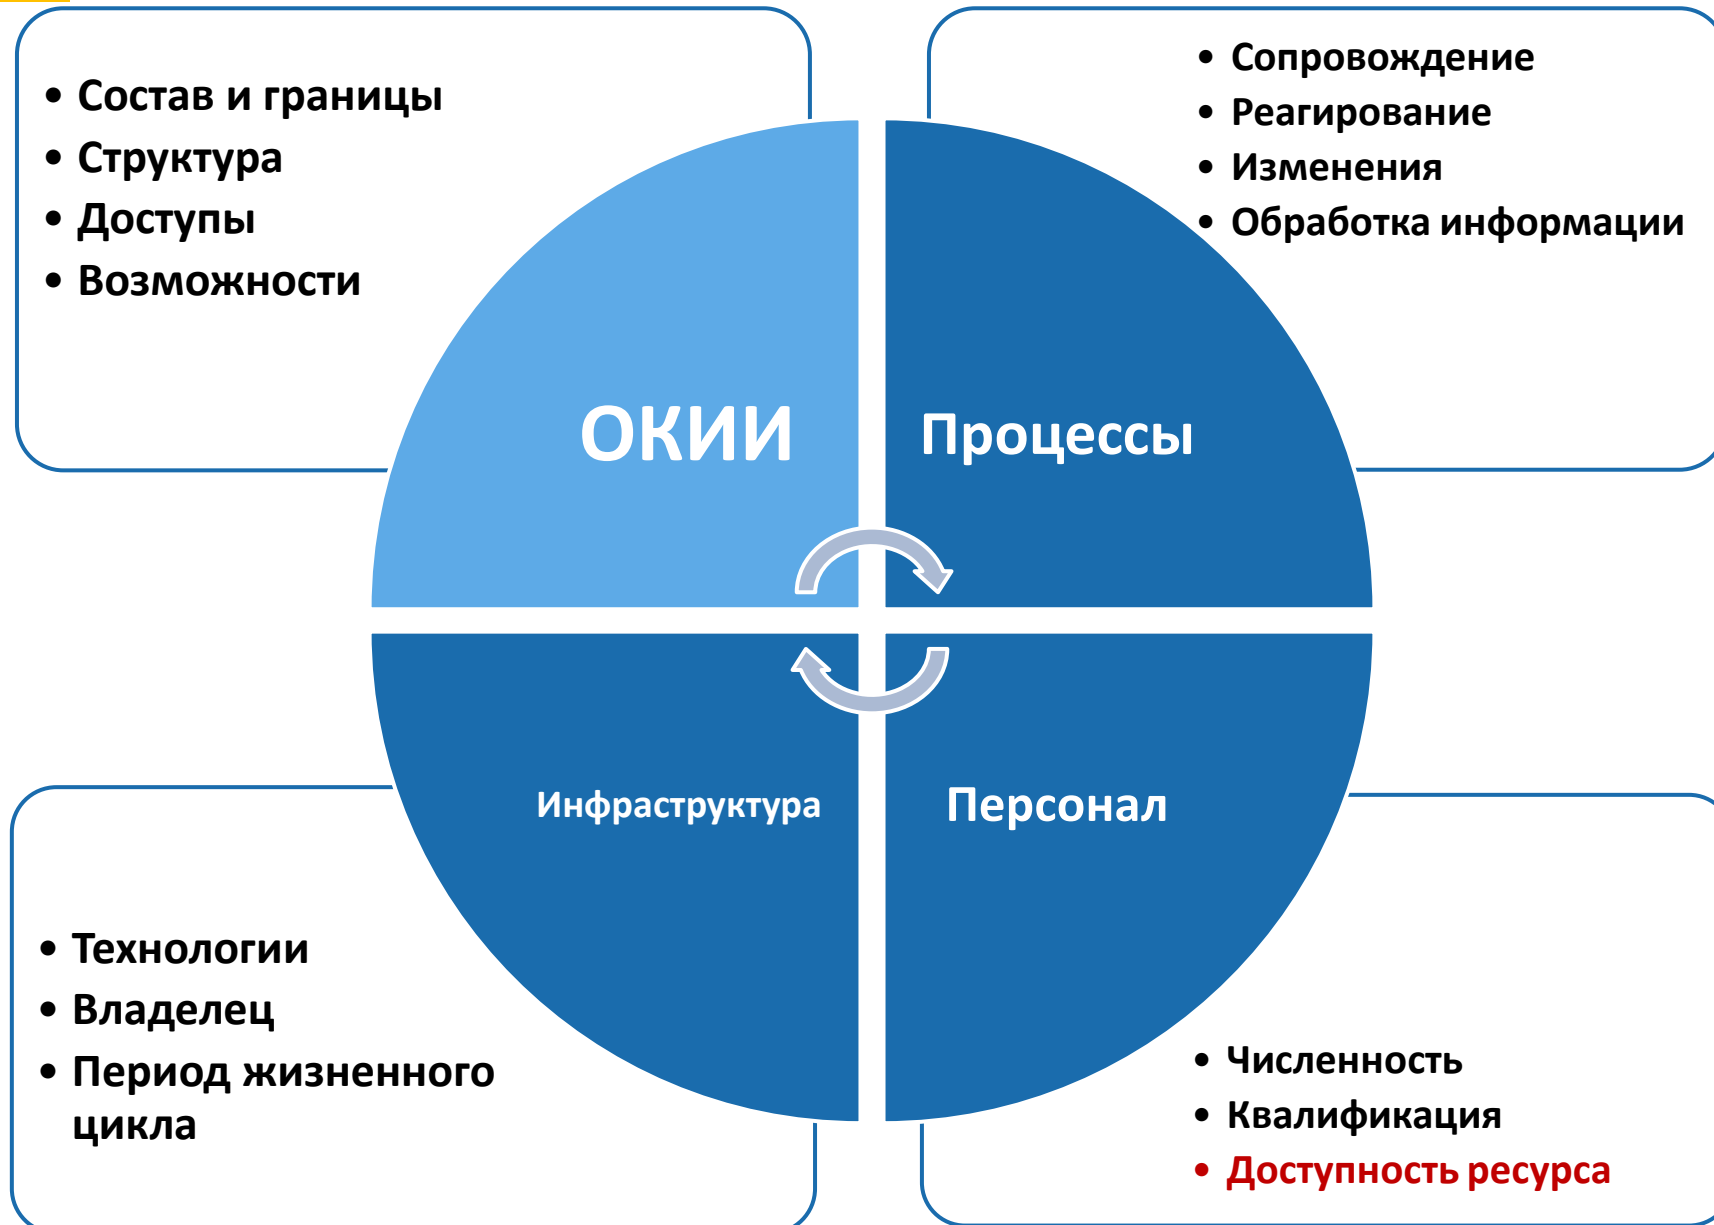 • Состав и границы
• Структура
• Доступы
• Возможности
• Сопровождение
• Реагирование
• Изменения
• Обработка информации
ОКИИ
Процессы
Инфраструктура
Персонал
• Технологии
• Владелец
• Период жизненного
цикла
• Численность
• Квалификация
• Доступность ресурса